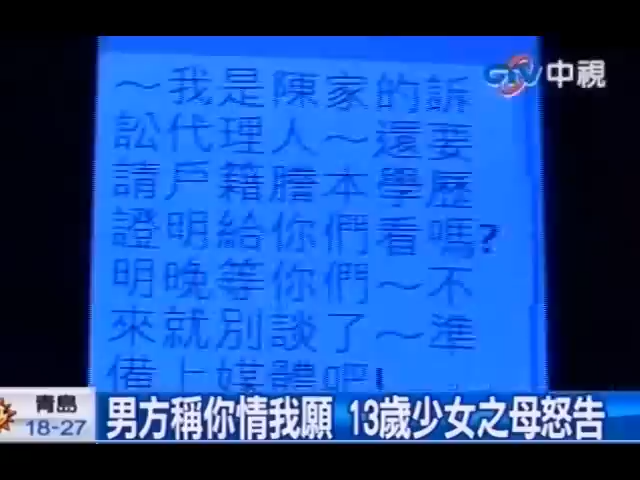 CTV中視
～我是陳家的訴
訟代理人～還要
請戶籍謄本學歷
證明給你們看嗎?
明晚等你們～不
來就別談了～準
備上媒體吧!
青島
18-27
男方稱你情我願 13歲少女之母怒告